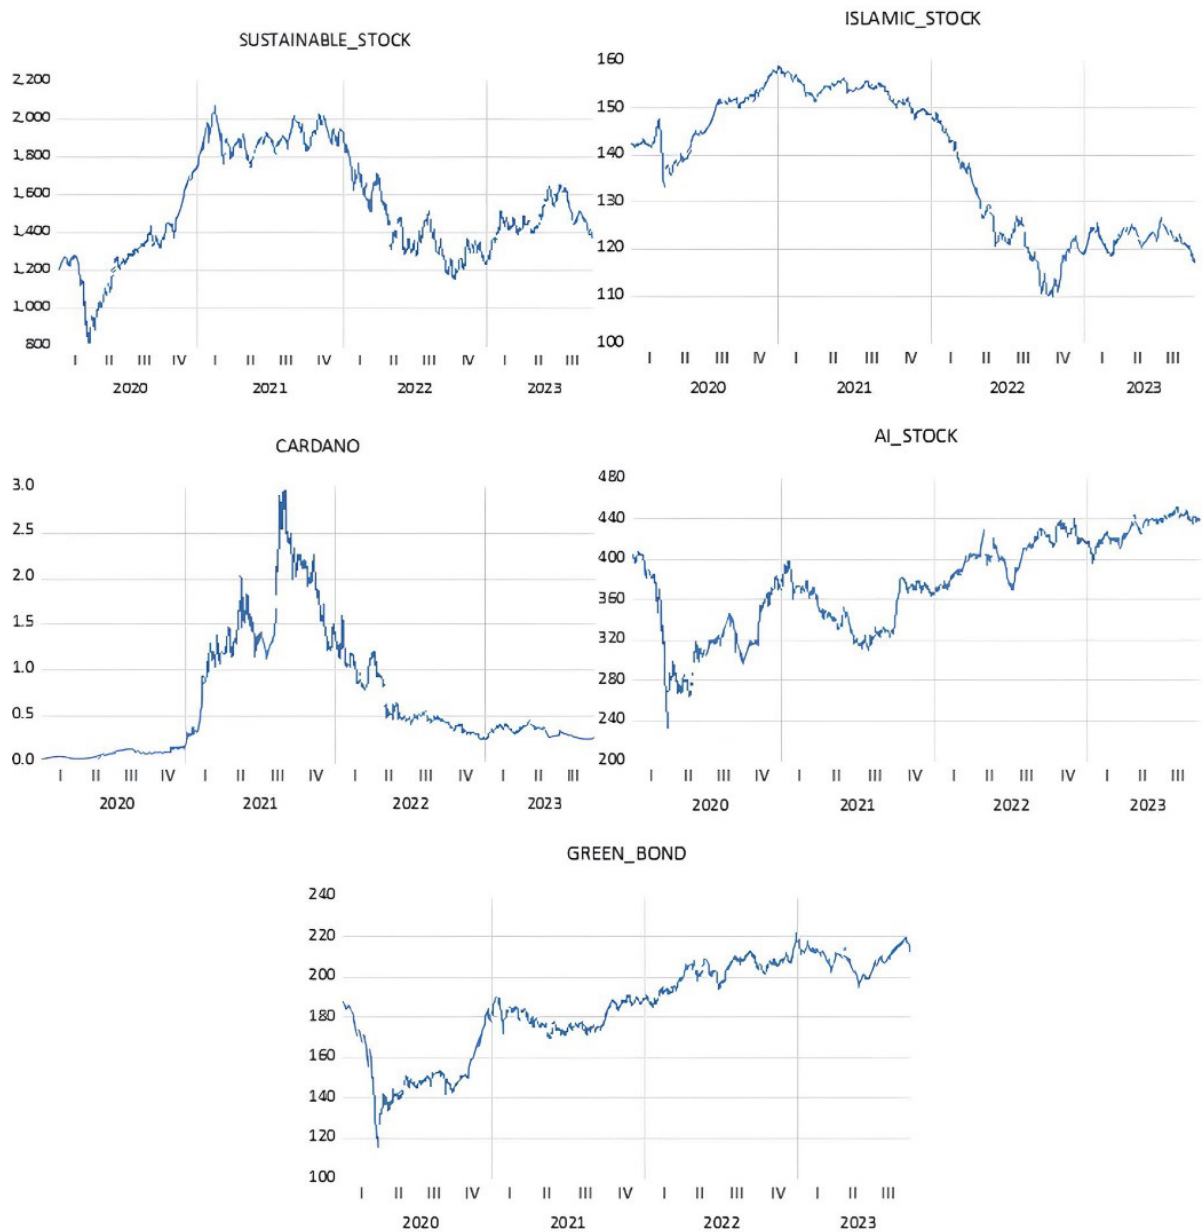 SUSTAINABLE_STOCK
2,200
2,000
1,800
1,600
1,400
1,200
1,000
800
I II III IV I II III IV I II III IV I II III
2020 2021 2022 2023
ISLAMIC_STOCK
160
150
140
130
120
110
100
I II III IV I II III IV I II III IV I II III
2020 2021 2022 2023
CARDANO
3.0
2.5
2.0
1.5
1.0
0.5
0.0
I II III IV I II III IV I II III IV I II III
2020 2021 2022 2023
AI_STOCK
480
440
400
360
320
280
240
200
I II III IV I II III IV I II III IV I II III
2020 2021 2022 2023
GREEN_BOND
240
220
200
180
160
140
120
100
I II III IV I II III IV I II III IV I II III
2020 2021 2022 2023